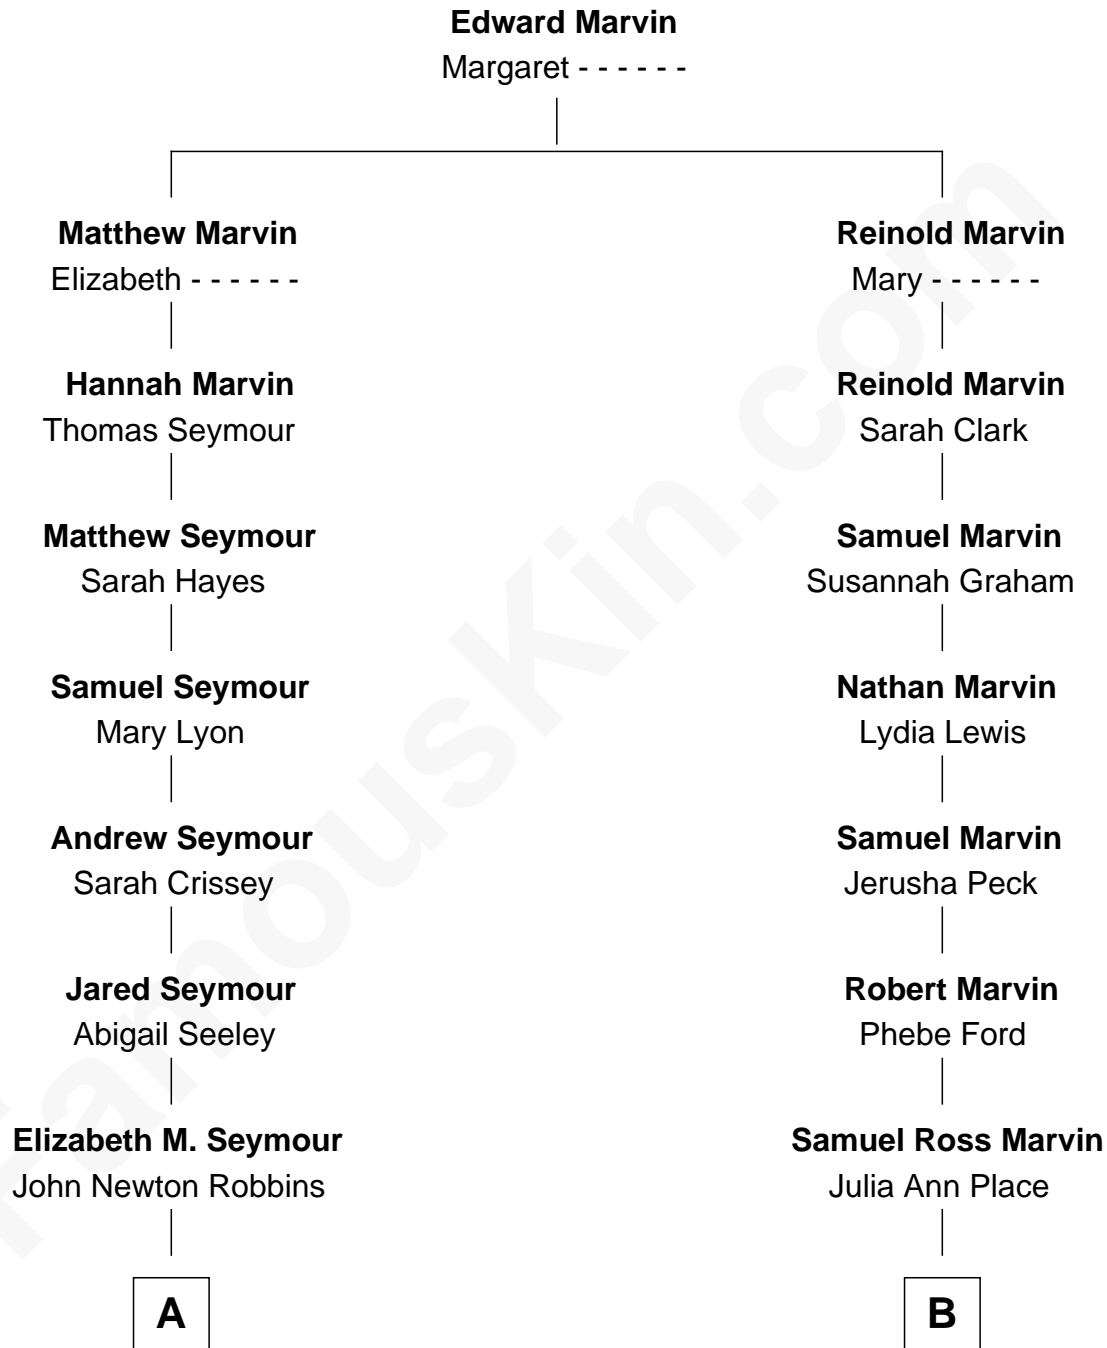 Edward Marvin
Margaret - - - - - -
Matthew Marvin
Elizabeth - - - - - -
Reinold Marvin
Mary - - - - - -
Hannah Marvin
Thomas Seymour
Reinold Marvin
Sarah Clark
Matthew Seymour
Sarah Hayes
Samuel Marvin
Susannah Graham
Samuel Seymour
Mary Lyon
Nathan Marvin
Lydia Lewis
Andrew Seymour
Sarah Crissey
Samuel Marvin
Jerusha Peck
Jared Seymour
Abigail Seeley
Robert Marvin
Phebe Ford
Elizabeth M. Seymour
John Newton Robbins
Samuel Ross Marvin
Julia Ann Place
A
B
FamousKin.com